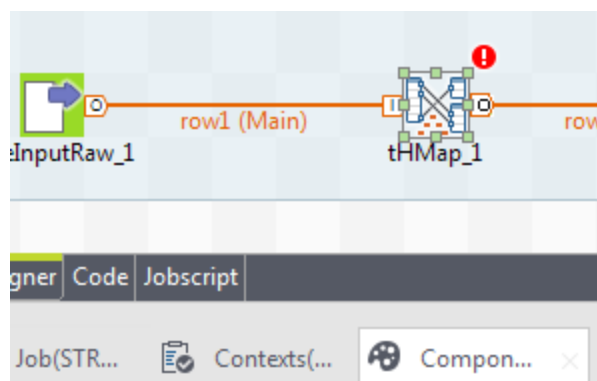 row1 (Main)
row
eInputRaw_1
tHMap_1
gner Code Jobscript
Job(STR... Contexts(... Compon...